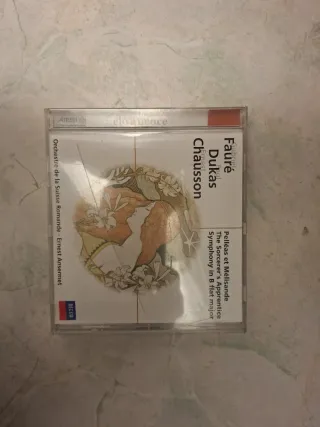 eloquence
Fauré
Dukas
Chausson
Pelléas et Mélisande
The Sorcerer's Apprentice
Symphony in B flat major
Orchestre de la Suisse Romande · Ernest Ansermet
DECCA